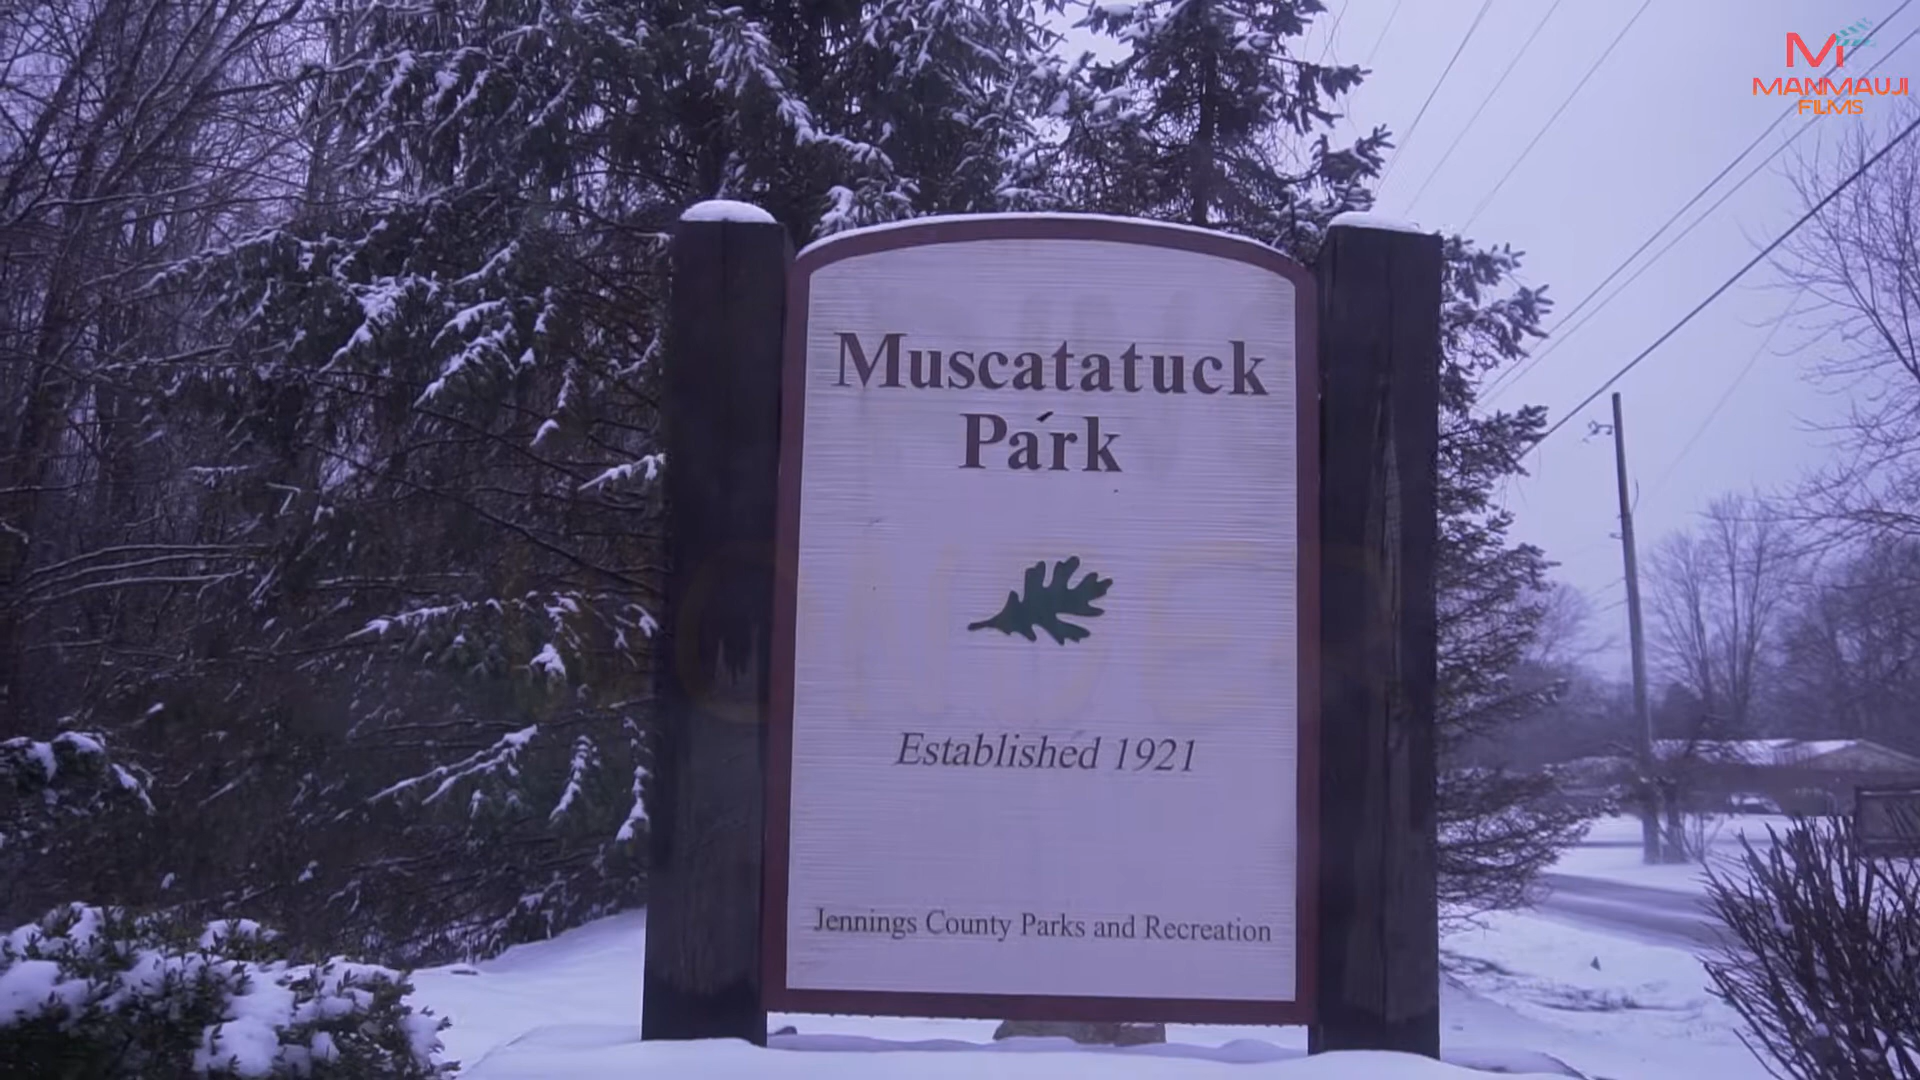 M
MANMAUJI
FILMS
Muscatatuck
Park
Established 1921
Jennings County Parks and Recreation